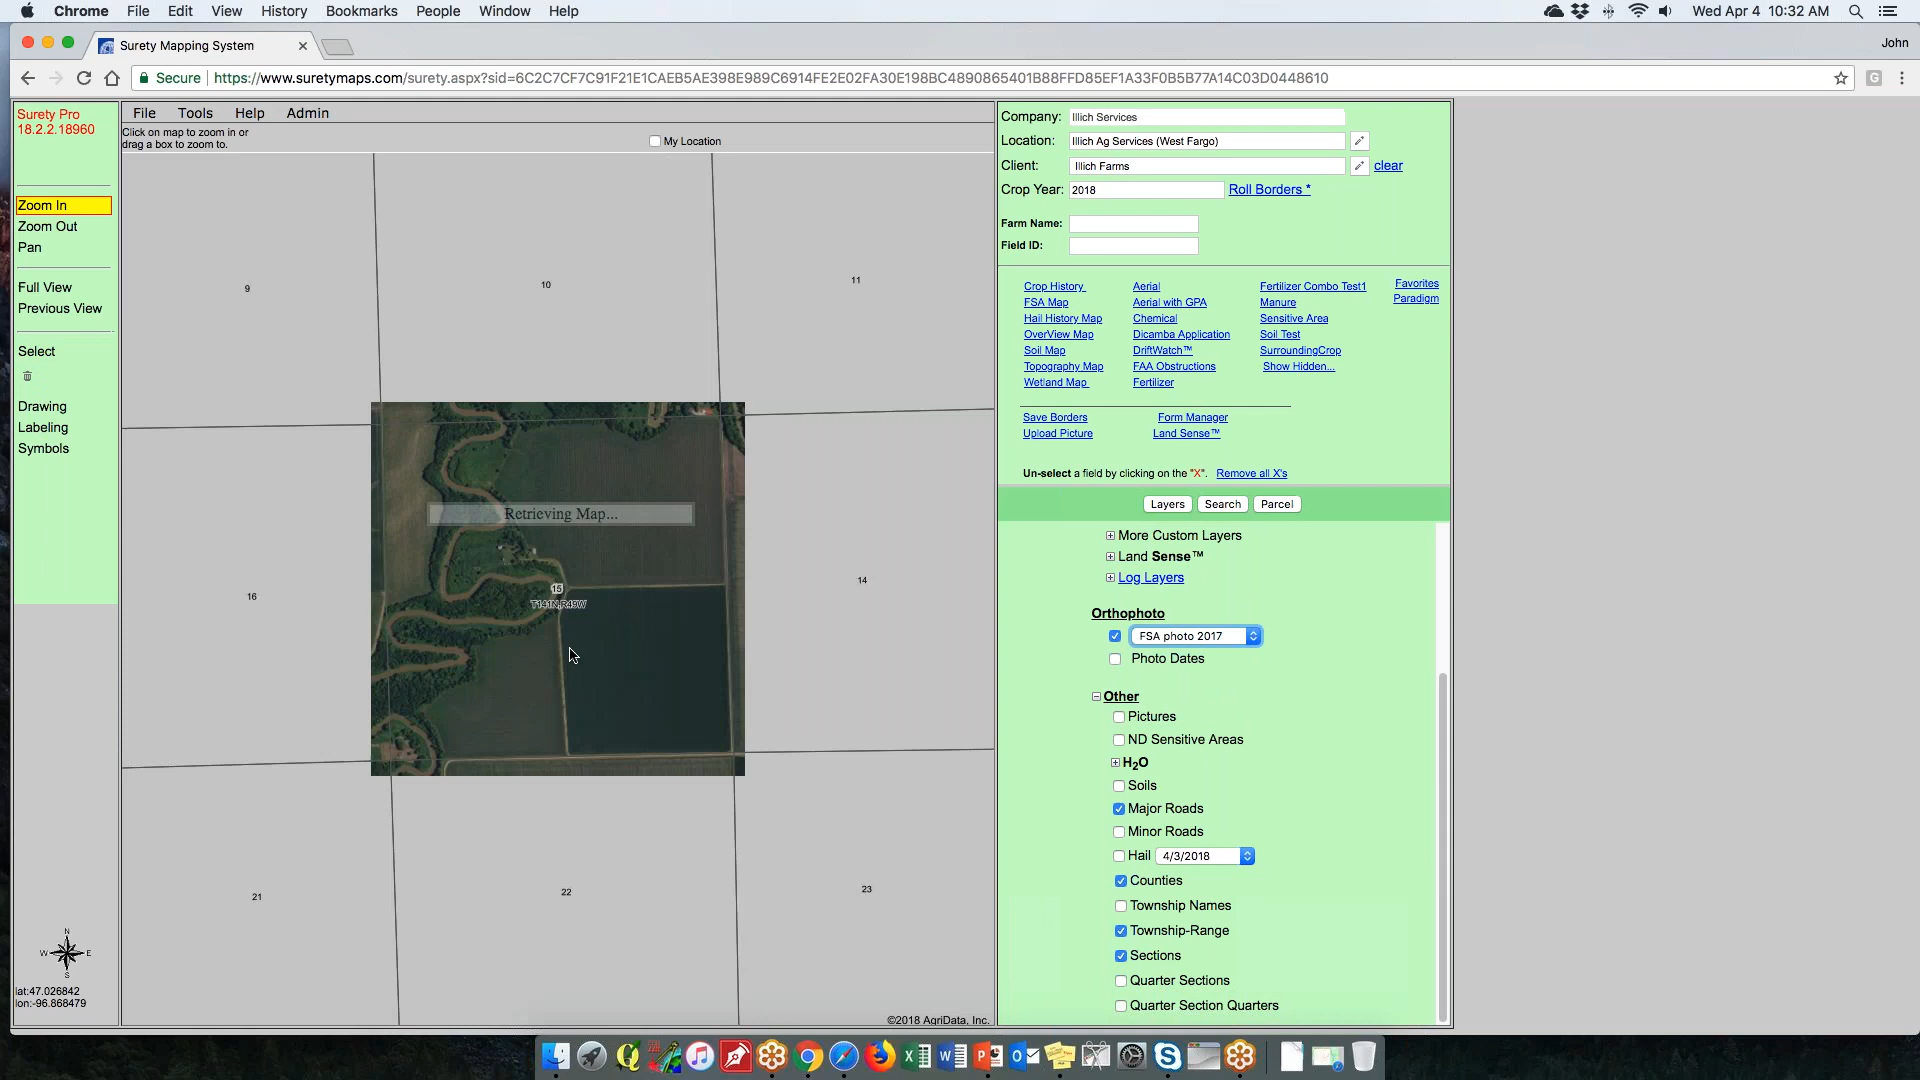 Chrome File Edit View History Bookmarks People Window Help
Wed Apr 4 10:32 AM
Surety Mapping System
John
Secure https://www.suretymaps.com/surety.aspx?sid=6C2C7CF7C91F21E1CAEB5AE398E989C6914FE2E02FA30E198BC4890865401B88FFD85EF1A33F0B5B77A14C03D0448610
Surety Pro
18.2.2.18960
Zoom In
Zoom Out
Pan
Full View
Previous View
Select
Drawing
Labeling
Symbols
N
W E
S
lat:47.026842
lon:-96.868479
File Tools Help Admin
Click on map to zoom in or
drag a box to zoom to.
My Location
9 10 11
Retrieving Map...
15
T141N,R49W
16 14
21 22 23
©2018 AgriData, Inc.
Company: Illich Services
Location: Illich Ag Services (West Fargo)
Client: Illich Farms clear
Crop Year: 2018 Roll Borders *
Farm Name:
Field ID:
Crop History Aerial Fertilizer Combo Test1 Favorites
FSA Map Aerial with GPA Manure Paradigm
Hail History Map Chemical Sensitive Area
OverView Map Dicamba Application Soil Test
Soil Map DriftWatch™ SurroundingCrop
Topography Map FAA Obstructions Show Hidden...
Wetland Map Fertilizer
Save Borders Form Manager
Upload Picture Land Sense™
Un-select a field by clicking on the "X". Remove all X's
Layers Search Parcel
More Custom Layers
Land Sense™
Log Layers
Orthophoto
FSA photo 2017
Photo Dates
Other
Pictures
ND Sensitive Areas
H2O
Soils
Major Roads
Minor Roads
Hail 4/3/2018
Counties
Township Names
Township-Range
Sections
Quarter Sections
Quarter Section Quarters